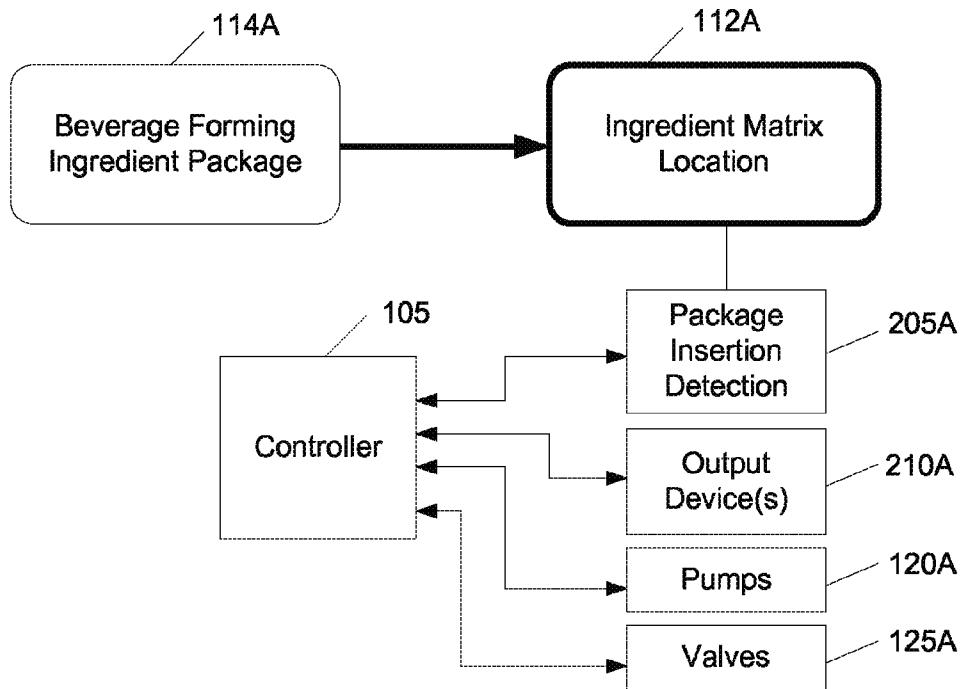 114A
112A
Beverage Forming
Ingredient Package
Ingredient Matrix
Location
105
Package
Insertion
Detection
205A
Controller
Output
Device(s)
210A
Pumps
120A
Valves
125A